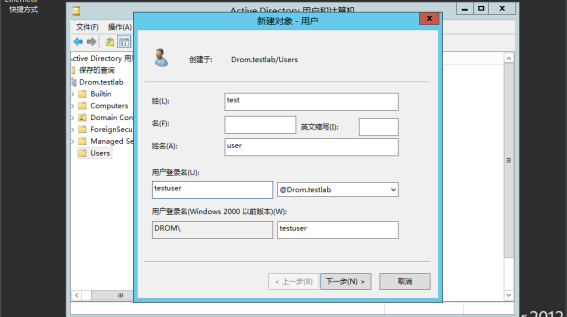 快捷方式
Active Directory 用户和计算机
文件(F) 操作(A)
新建对象 - 用户
创建于: Drom.testlab/Users
保存的查询
Drom.testlab
Builtin
Computers
Domain Con
ForeignSecu
Managed Se
Users
姓(L): test
名(F):
英文缩写(I):
姓名(A): user
用户登录名(U):
testuser
@Drom.testlab
用户登录名(Windows 2000 以前版本)(W):
DROM\
testuser
< 上一步(B)
下一步(N) >
取消
2012